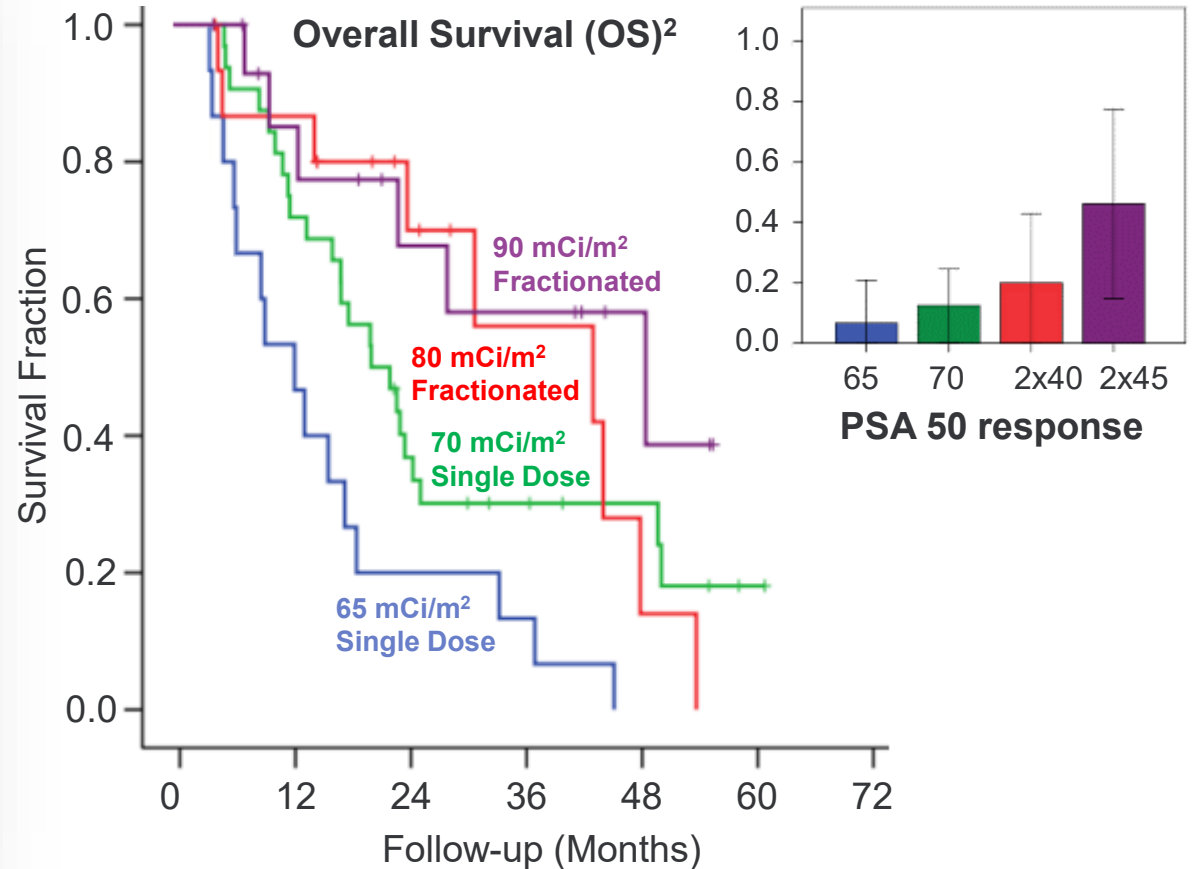 Overall Survival (OS)²
1.0
0.8
0.6
0.4
0.2
0.0
Survival Fraction
90 mCi/m²
Fractionated
80 mCi/m²
Fractionated
70 mCi/m²
Single Dose
65 mCi/m²
Single Dose
0 12 24 36 48 60 72
Follow-up (Months)
1.0
0.8
0.6
0.4
0.2
0.0
65 70 2x40 2x45
PSA 50 response